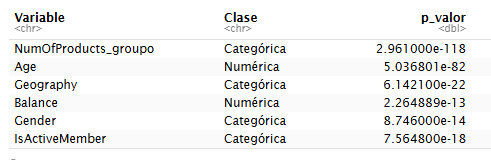 Variable Clase p_valor
<chr> <chr> <dbl>
NumOfProducts_groupo Categórica 2.961000e-118
Age Numérica 5.036801e-82
Geography Categórica 6.142100e-22
Balance Numérica 2.264889e-13
Gender Categórica 8.746000e-14
IsActiveMember Categórica 7.564800e-18